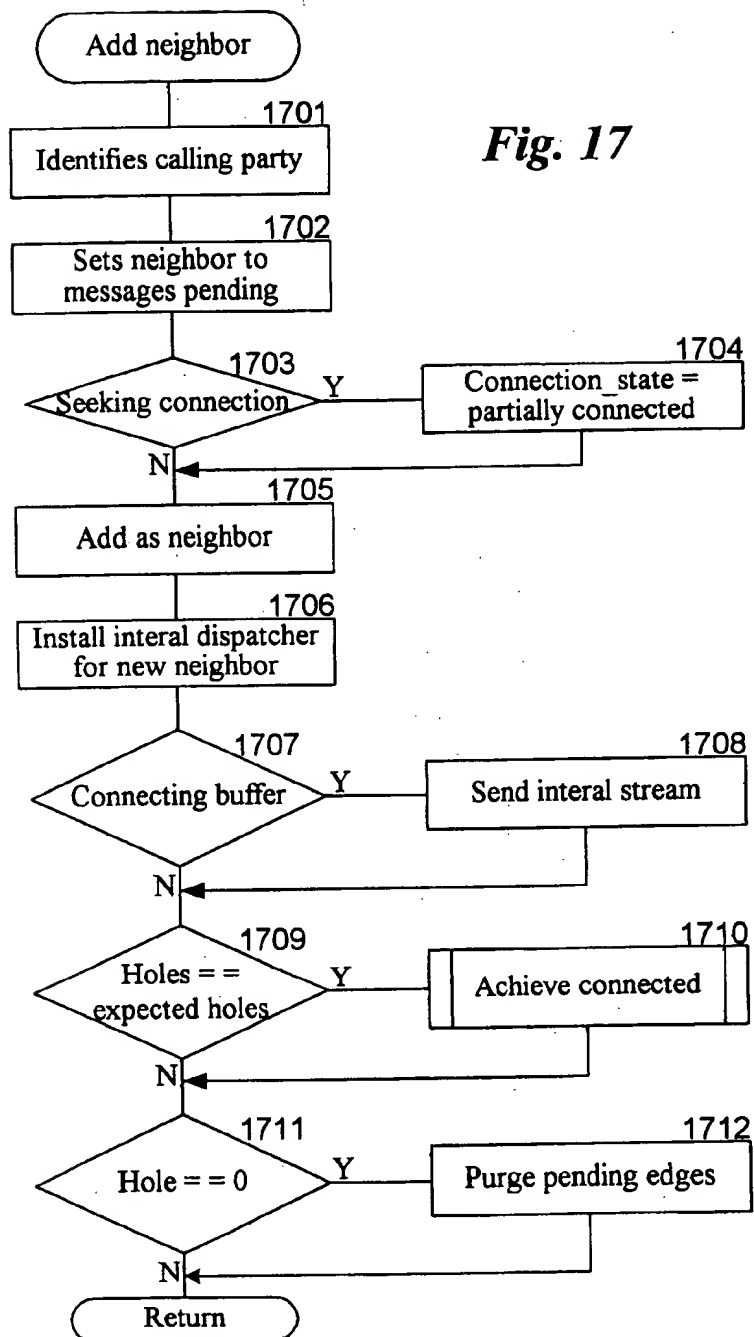 Add neighbor
Fig. 17
1701
Identifies calling party
1702
Sets neighbor to
messages pending
1703
Seeking connection
Y
1704
Connection_state =
partially connected
N
1705
Add as neighbor
1706
Install interal dispatcher
for new neighbor
1707
Connecting buffer
Y
1708
Send interal stream
N
1709
Holes = =
expected holes
Y
1710
Achieve connected
N
1711
Hole = = 0
Y
1712
Purge pending edges
N
Return